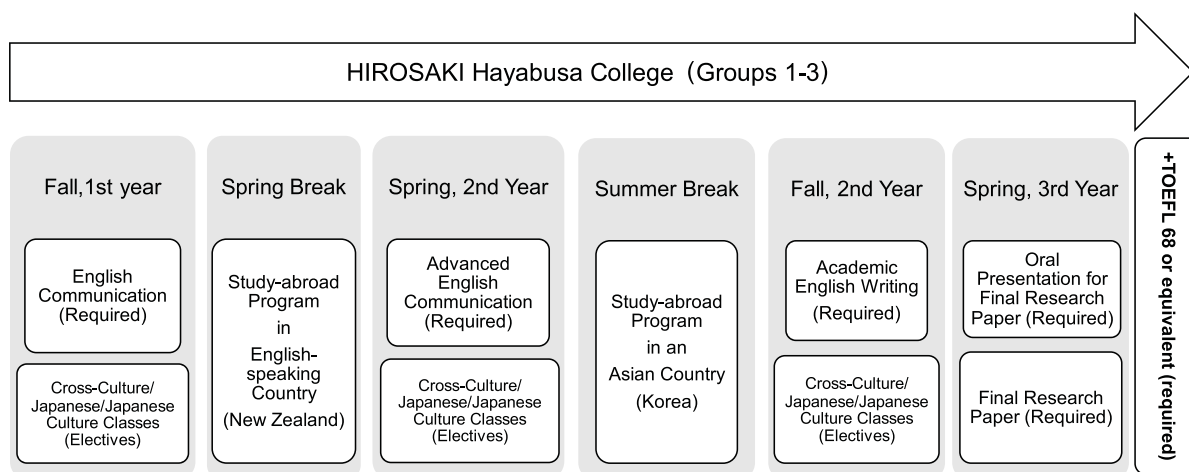 HIROSAKI Hayabusa College（Groups 1-3）
Fall,1st year
English
Communication
(Required)
Cross-Culture/
Japanese/Japanese
Culture Classes
(Electives)
Spring Break
Study-abroad
Program
in
English-
speaking
Country
(New Zealand)
Spring, 2nd Year
Advanced
English
Communication
(Required)
Cross-Culture/
Japanese/Japanese
Culture Classes
(Electives)
Summer Break
Study-abroad
Program
in an
Asian Country
(Korea)
Fall, 2nd Year
Academic
English Writing
(Required)
Cross-Culture/
Japanese/Japanese
Culture Classes
(Electives)
Spring, 3rd Year
Oral
Presentation for
Final Research
Paper (Required)
Final Research
Paper (Required)
+TOEFL 68 or equivalent (required)